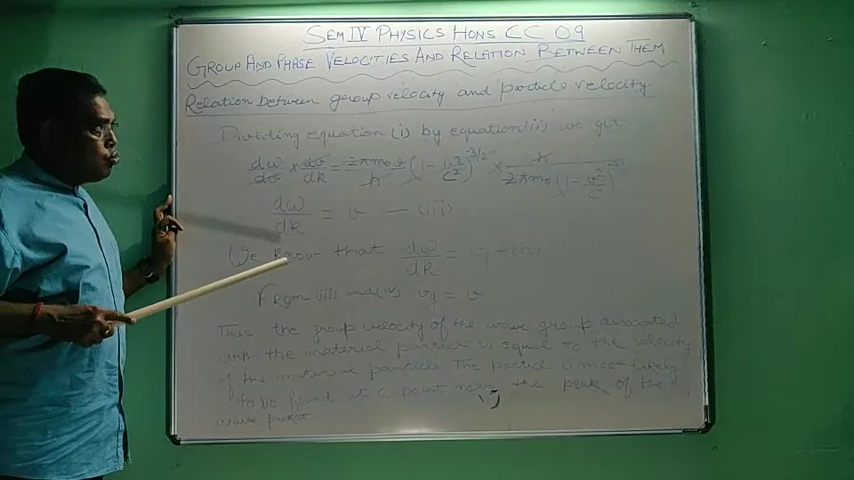 SEM IV PHYSICS HONS CC 09
GROUP AND PHASE VELOCITIES AND RELATION BETWEEN THEM
Relation between group velocity and particle velocity
Dividing equation (i) by equation (ii) we get
dω/dv × dv/dk = 2πm₀v/h (1 - v²/c²)^-3/2 × h/2πm₀(1 - v²/c²)^-3/2
dω/dk = v — (iii)
We know that dω/dk = vg — (iv)
From (iii) and (iv) vg = v
Thus the group velocity of the wave group associated
with the material particle is equal to the velocity
of the material particle. The particle is more likely
to be found at a point near the peak of the
wave packet